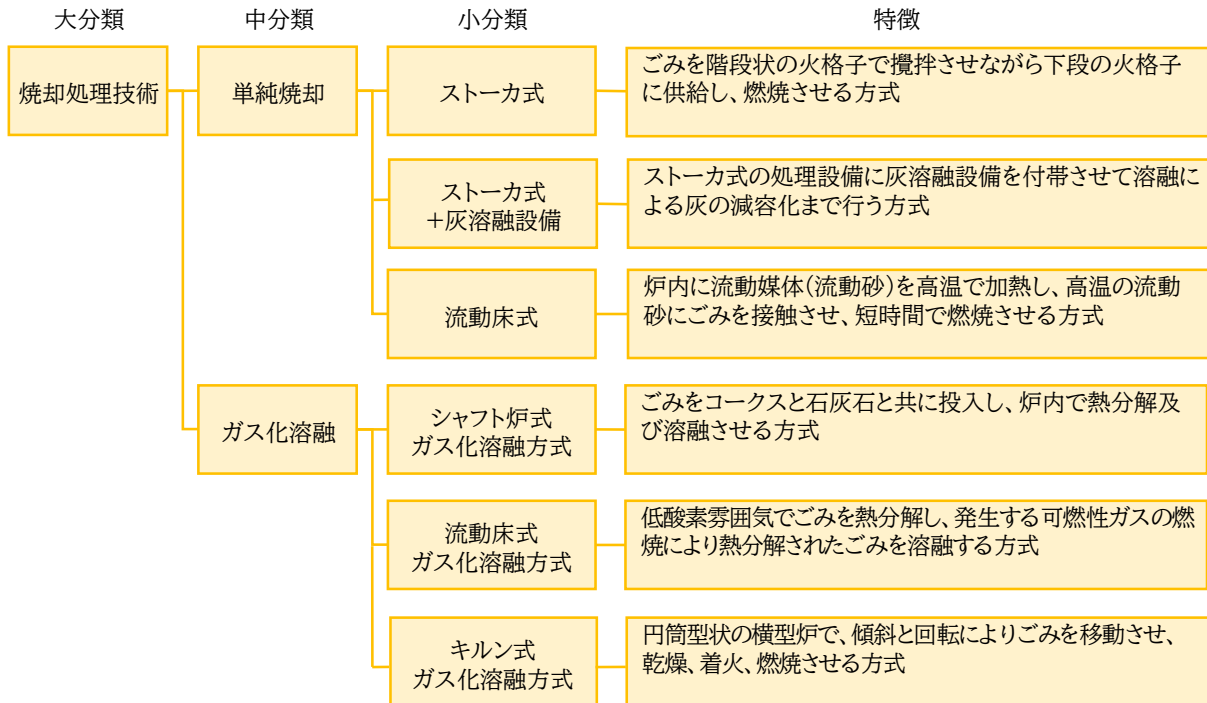 大分類 中分類 小分類 特徴
焼却処理技術
単純焼却
ストーカ式
ごみを階段状の火格子で攪拌させながら下段の火格子
に供給し、燃焼させる方式
ストーカ式
＋灰溶融設備
ストーカ式の処理設備に灰溶融設備を付帯させて溶融に
よる灰の減容化まで行う方式
流動床式
炉内に流動媒体(流動砂)を高温で加熱し、高温の流動
砂にごみを接触させ、短時間で燃焼させる方式
ガス化溶融
シャフト炉式
ガス化溶融方式
ごみをコークスと石灰石と共に投入し、炉内で熱分解及
び溶融させる方式
流動床式
ガス化溶融方式
低酸素雰囲気でごみを熱分解し、発生する可燃性ガスの燃
焼により熱分解されたごみを溶融する方式
キルン式
ガス化溶融方式
円筒型状の横型炉で、傾斜と回転によりごみを移動させ、
乾燥、着火、燃焼させる方式